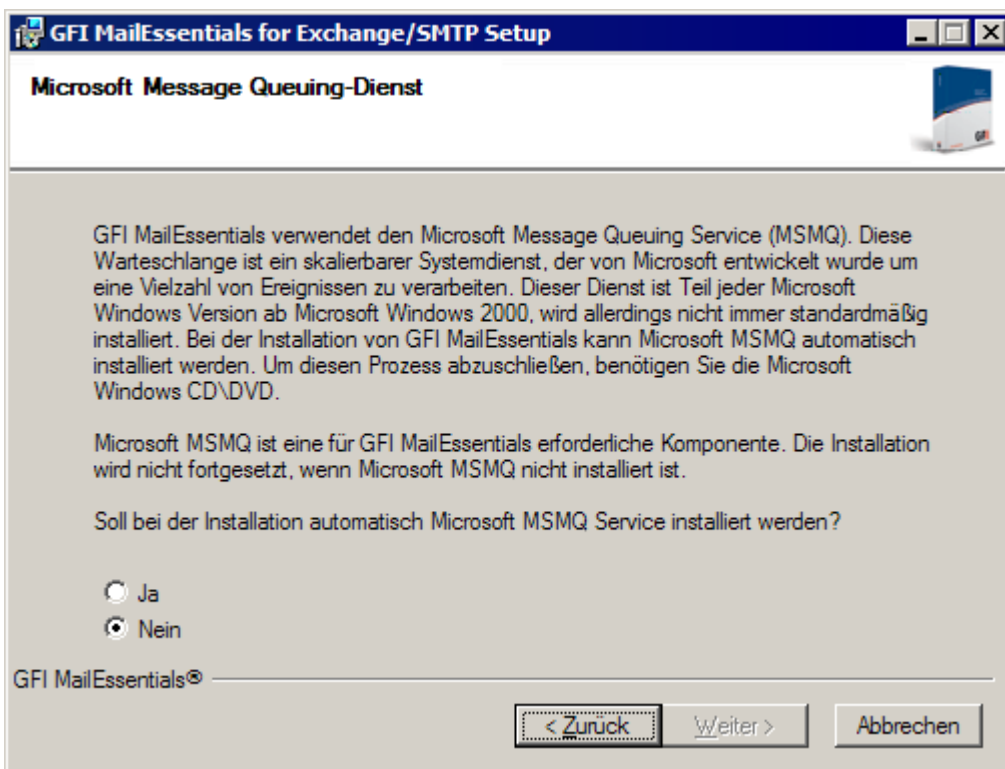 GFI MailEssentials for Exchange/SMTP Setup
Microsoft Message Queuing-Dienst
GFI
GFI MailEssentials verwendet den Microsoft Message Queuing Service (MSMQ). Diese
Warteschlange ist ein skalierbarer Systemdienst, der von Microsoft entwickelt wurde um
eine Vielzahl von Ereignissen zu verarbeiten. Dieser Dienst ist Teil jeder Microsoft
Windows Version ab Microsoft Windows 2000, wird allerdings nicht immer standardmäßig
installiert. Bei der Installation von GFI MailEssentials kann Microsoft MSMQ automatisch
installiert werden. Um diesen Prozess abzuschließen, benötigen Sie die Microsoft
Windows CD\DVD.
Microsoft MSMQ ist eine für GFI MailEssentials erforderliche Komponente. Die Installation
wird nicht fortgesetzt, wenn Microsoft MSMQ nicht installiert ist.
Soll bei der Installation automatisch Microsoft MSMQ Service installiert werden?
Ja
Nein
GFI MailEssentials®
< Zurück Weiter > Abbrechen